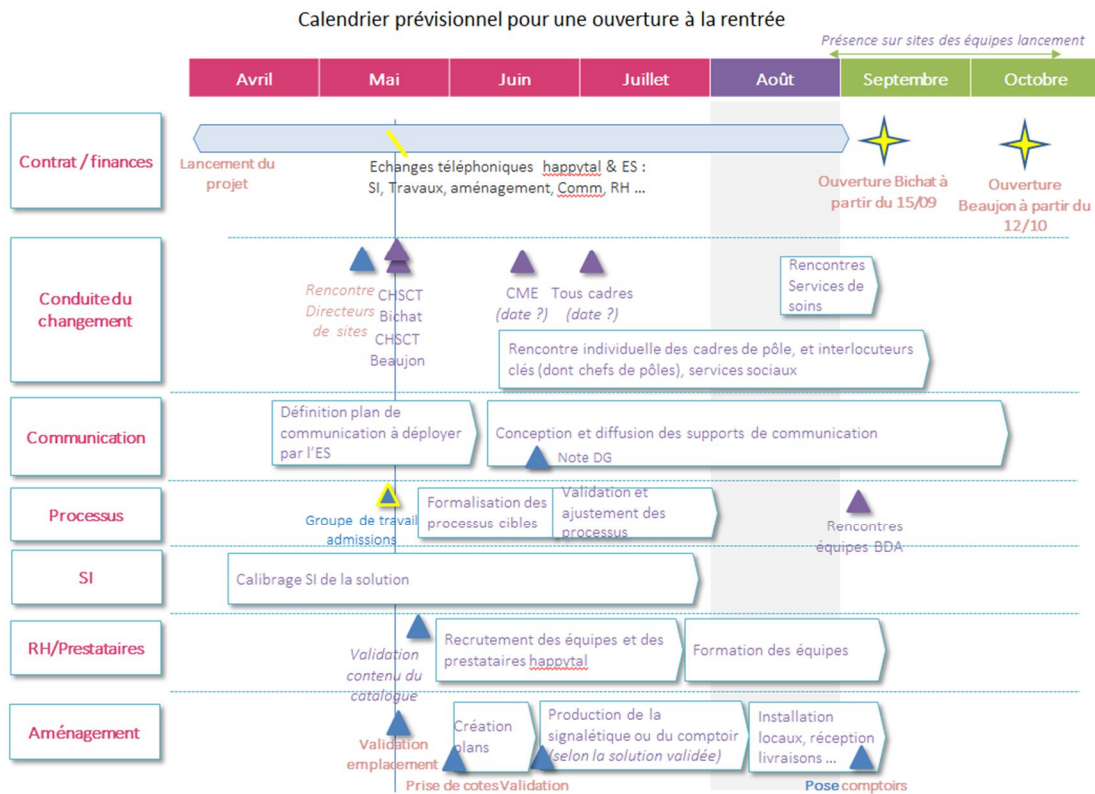 Calendrier prévisionnel pour une ouverture à la rentrée
Présence sur sites des équipes lancement
Avril
Mai
Juin
Juillet
Août
Septembre
Octobre
Contrat / finances
Lancement du
projet
Echanges téléphoniques happytal & ES :
SI, Travaux, aménagement, Comm, RH ...
Ouverture Bichat à
partir du 15/09
Ouverture
Beaujon à partir du
12/10
Conduite du
changement
Rencontre
Directeurs
de sites
CHSCT
Bichat
CHSCT
Beaujon
CME
(date ?)
Tous cadres
(date ?)
Rencontres
Services de
soins
Rencontre individuelle des cadres de pôle, et interlocuteurs
clés (dont chefs de pôles), services sociaux
Communication
Définition plan de
communication à déployer
par l'ES
Conception et diffusion des supports de communication
Note DG
Processus
Groupe de travail
admissions
Formalisation des
processus cibles
Validation et
ajustement des
processus
Rencontres
équipes BDA
SI
Calibrage SI de la solution
RH/Prestataires
Validation
contenu du
catalogue
Recrutement des équipes et des
prestataires happytal
Formation des équipes
Aménagement
Validation
emplacement
Création
plans
Production de la
signalétique ou du comptoir
(selon la solution validée)
Installation
locaux, réception
livraisons ...
Prise de cotes
Validation
Pose comptoirs